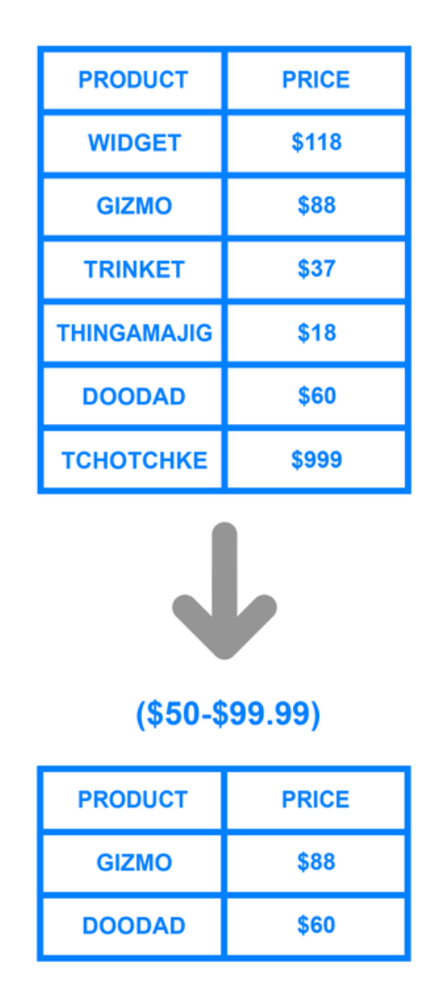 PRODUCT PRICE
WIDGET $118
GIZMO $88
TRINKET $37
THINGAMAJIG $18
DOODAD $60
TCHOTCHKE $999
($50-$99.99)
PRODUCT PRICE
GIZMO $88
DOODAD $60